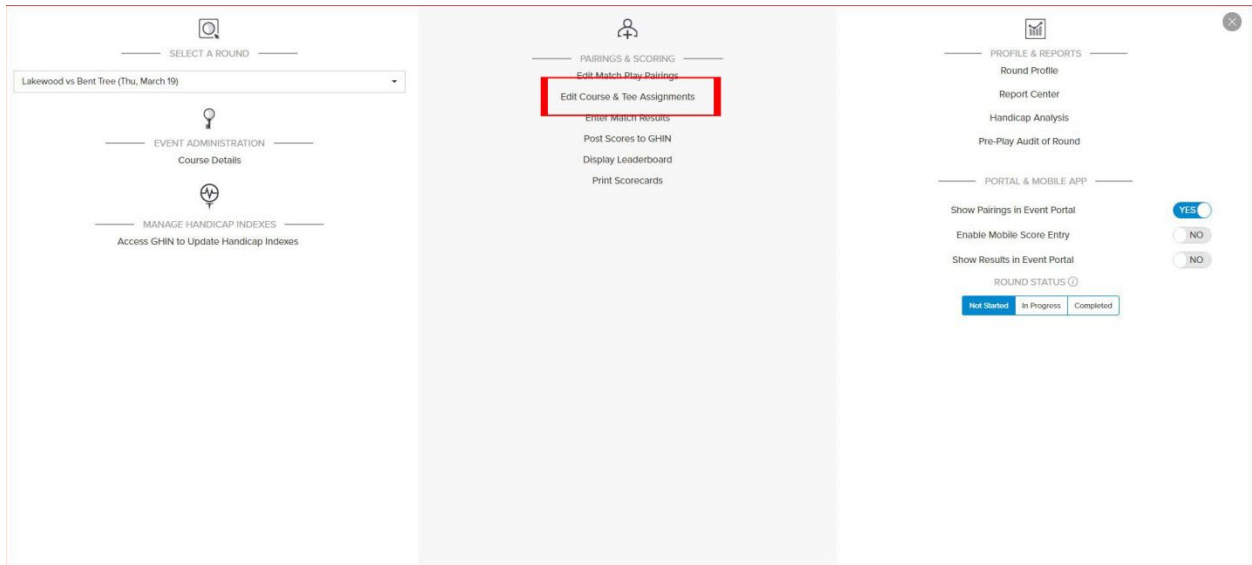 SELECT A ROUND
Lakewood vs Bent Tree (Thu, March 19)
EVENT ADMINISTRATION
Course Details
MANAGE HANDICAP INDEXES
Access GHIN to Update Handicap Indexes
PAIRINGS & SCORING
Edit Match Play Pairings
Edit Course & Tee Assignments
Enter Match Results
Post Scores to GHIN
Display Leaderboard
Print Scorecards
PROFILE & REPORTS
Round Profile
Report Center
Handicap Analysis
Pre-Play Audit of Round
PORTAL & MOBILE APP
Show Pairings in Event Portal YES
Enable Mobile Score Entry NO
Show Results in Event Portal NO
ROUND STATUS
Not Started In Progress Completed